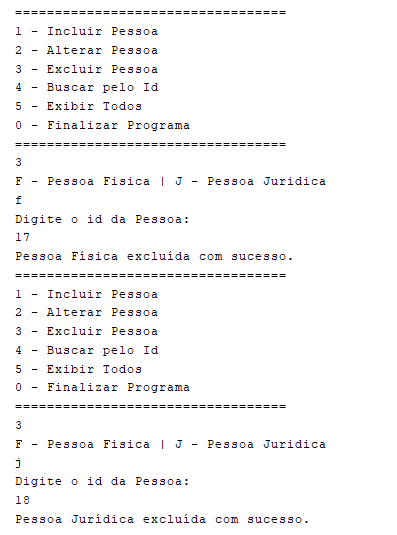 ==================================
1 - Incluir Pessoa
2 - Alterar Pessoa
3 - Excluir Pessoa
4 - Buscar pelo Id
5 - Exibir Todos
0 - Finalizar Programa
==================================
3
F - Pessoa Fisica | J - Pessoa Juridica
f
Digite o id da Pessoa:
17
Pessoa Física excluída com sucesso.
==================================
1 - Incluir Pessoa
2 - Alterar Pessoa
3 - Excluir Pessoa
4 - Buscar pelo Id
5 - Exibir Todos
0 - Finalizar Programa
==================================
3
F - Pessoa Fisica | J - Pessoa Juridica
j
Digite o id da Pessoa:
18
Pessoa Jurídica excluída com sucesso.